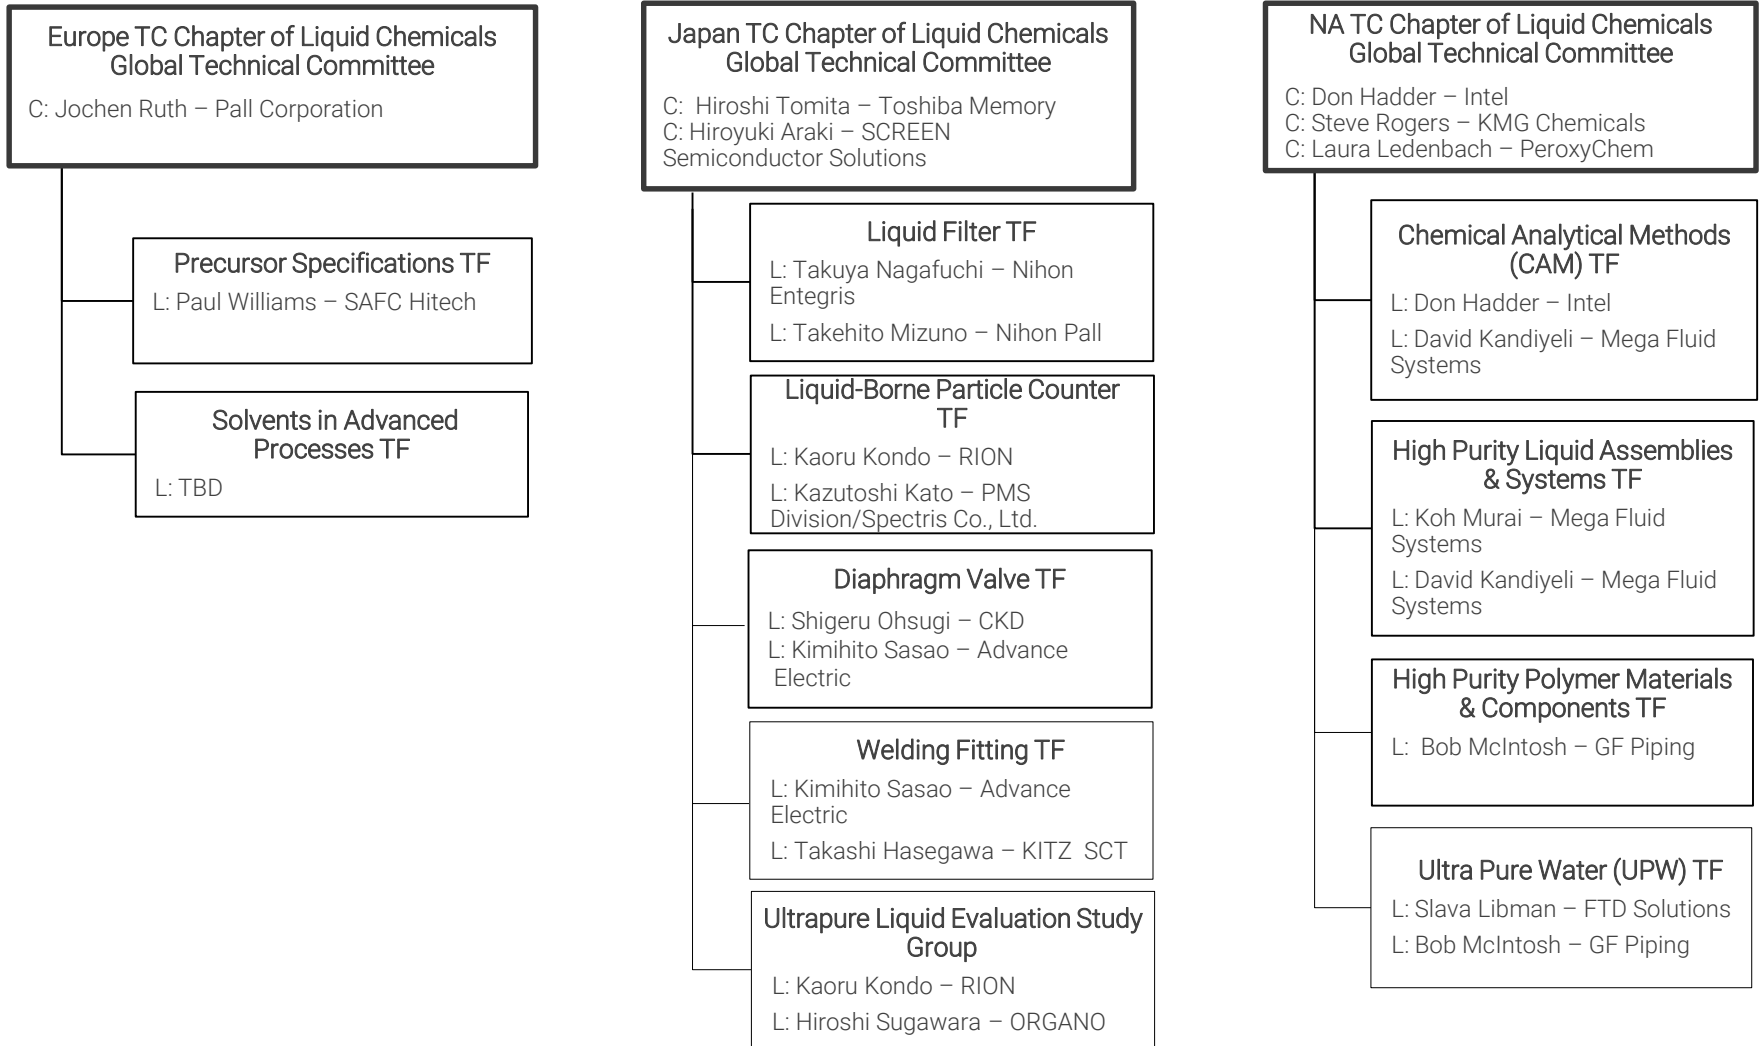 Europe TC Chapter of Liquid Chemicals
Global Technical Committee
C: Jochen Ruth – Pall Corporation
Precursor Specifications TF
L: Paul Williams – SAFC Hitech
Solvents in Advanced
Processes TF
L: TBD
Japan TC Chapter of Liquid Chemicals
Global Technical Committee
C: Hiroshi Tomita – Toshiba Memory
C: Hiroyuki Araki – SCREEN
Semiconductor Solutions
Liquid Filter TF
L: Takuya Nagafuchi – Nihon
Entegris
L: Takehito Mizuno – Nihon Pall
Liquid-Borne Particle Counter
TF
L: Kaoru Kondo – RION
L: Kazutoshi Kato – PMS
Division/Spectris Co., Ltd.
Diaphragm Valve TF
L: Shigeru Ohsugi – CKD
L: Kimihito Sasao – Advance
Electric
Welding Fitting TF
L: Kimihito Sasao – Advance
Electric
L: Takashi Hasegawa – KITZ SCT
Ultrapure Liquid Evaluation Study
Group
L: Kaoru Kondo – RION
L: Hiroshi Sugawara – ORGANO
NA TC Chapter of Liquid Chemicals
Global Technical Committee
C: Don Hadder – Intel
C: Steve Rogers – KMG Chemicals
C: Laura Ledenbach – PeroxyChem
Chemical Analytical Methods
(CAM) TF
L: Don Hadder – Intel
L: David Kandiyeli – Mega Fluid
Systems
High Purity Liquid Assemblies
& Systems TF
L: Koh Murai – Mega Fluid
Systems
L: David Kandiyeli – Mega Fluid
Systems
High Purity Polymer Materials
& Components TF
L: Bob McIntosh – GF Piping
Ultra Pure Water (UPW) TF
L: Slava Libman – FTD Solutions
L: Bob McIntosh – GF Piping